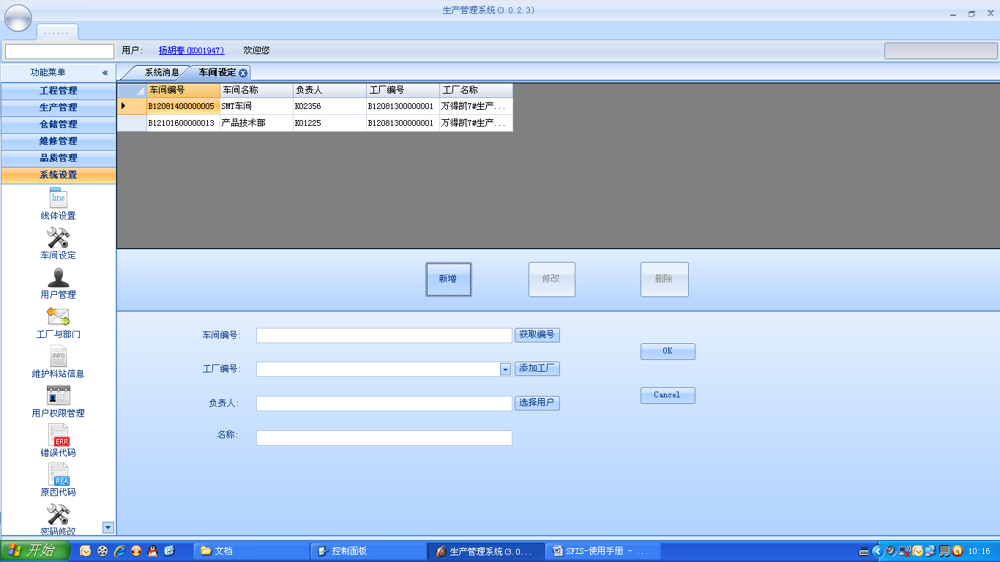 生产管理系统(3.0.2.3)
......
用户: 杨胡春(K001947) 欢迎您
功能菜单 «
系统消息 车间设定
工程管理
生产管理
仓储管理
维修管理
品质管理
系统设置
line
线体设置
车间设定
用户管理
工厂与部门
INFO
维护料站信息
用户权限管理
ERR
错误代码
REA
原因代码
密码修改
车间编号 车间名称 负责人 工厂编号 工厂名称
B12081400000005 SMT车间 K02356 B12081300000001 万得凯7#生产...
B12101600000013 产品技术部 K01225 B12081300000001 万得凯7#生产...
新增 修改 删除
车间编号: 获取编号
工厂编号: 添加工厂
负责人: 选择用户
名称:
OK
Cancel
开始 文档 控制面板 生产管理系统(3.0... SFIS-使用手册 - ... 10:16